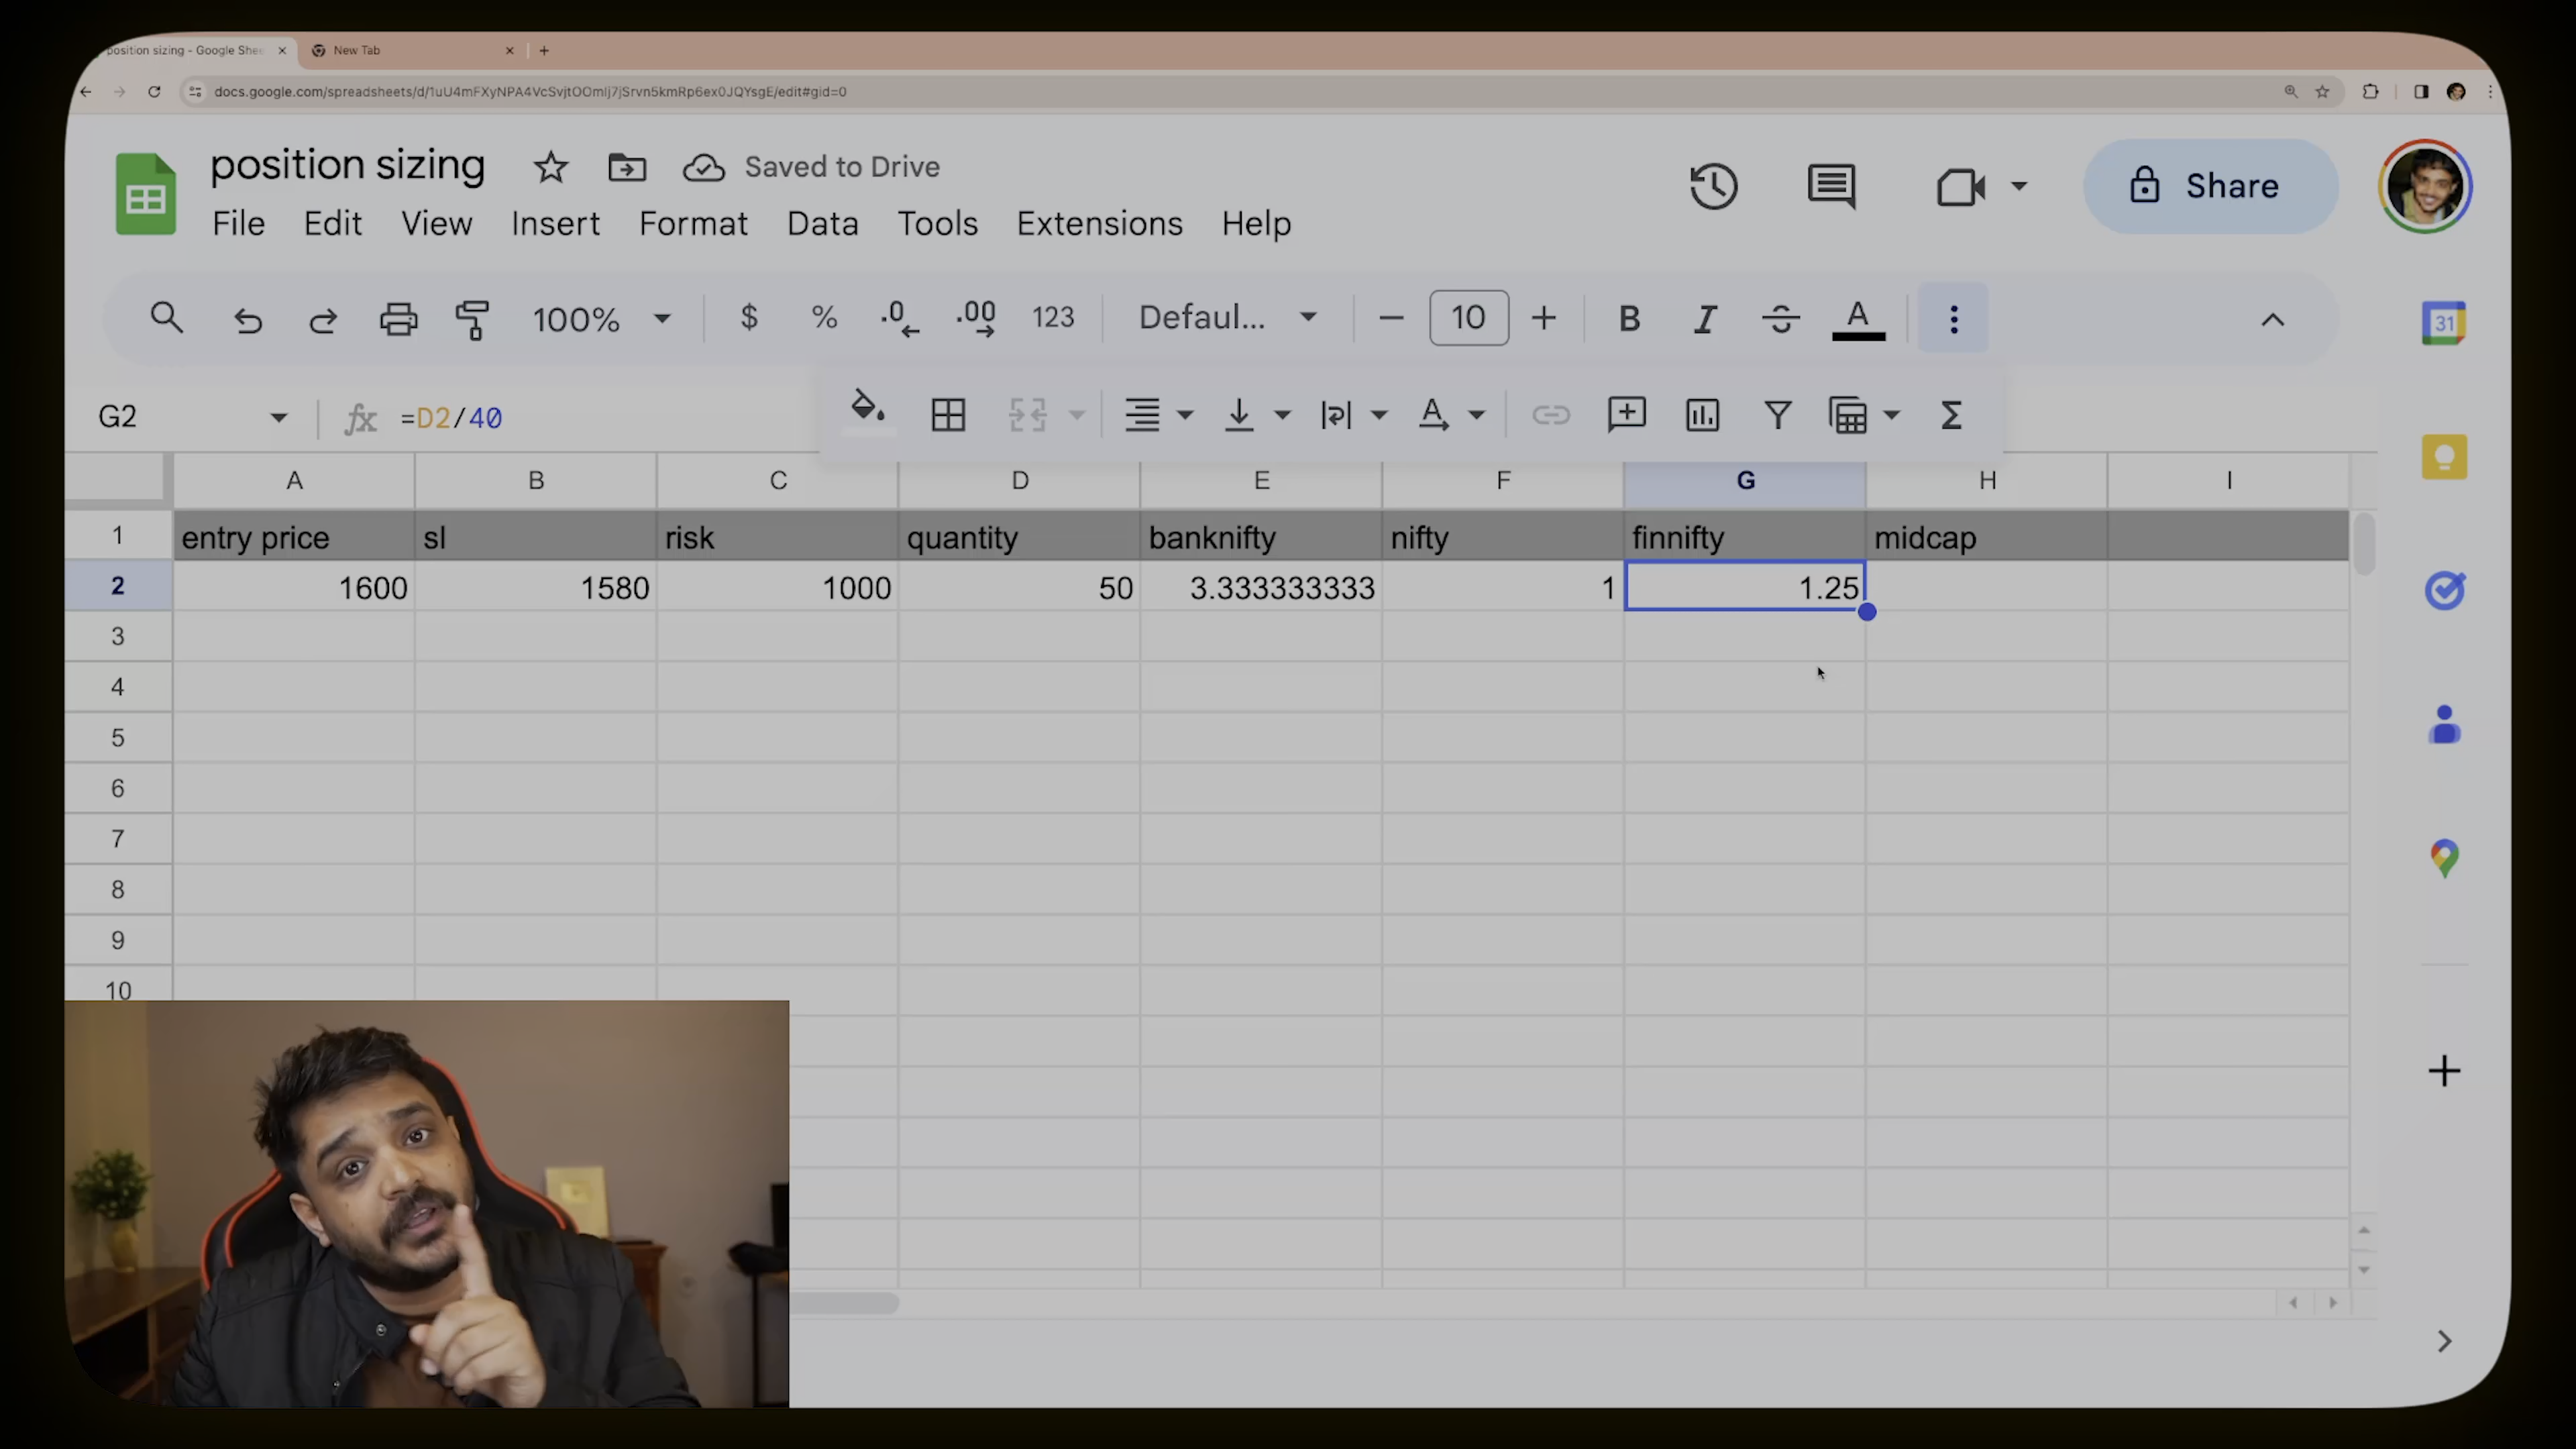 position sizing - Google Shee
New Tab
docs.google.com/spreadsheets/d/1uU4mFXyNPA4VcSvjtOOmIj7jSrvn5kmRp6ex0JQYsgE/edit#gid=0
position sizing
Saved to Drive
Share
File Edit View Insert Format Data Tools Extensions Help
100% $ % .0 .00 123 Defaul... 10 B I A
31
G2 fx =D2/40
A B C D E F G H I
1 entry price sl risk quantity banknifty nifty finnifty midcap
2 1600 1580 1000 50 3.333333333 1 1.25
3
4
5
6
7
8
9
10